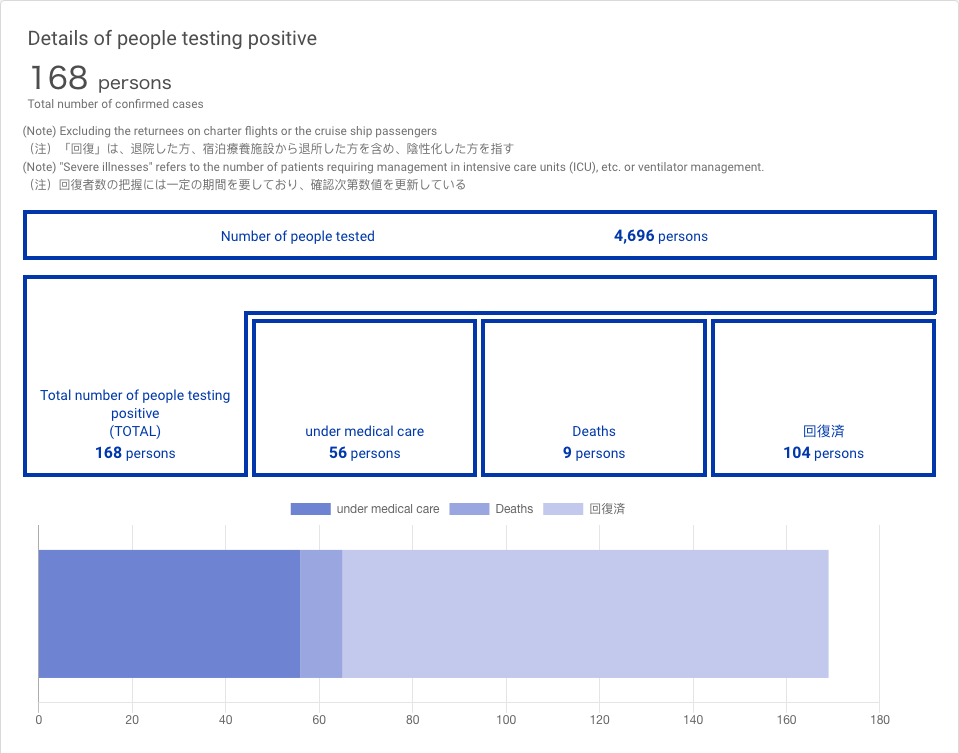 Details of people testing positive
168 persons
Total number of confirmed cases
(Note) Excluding the returnees on charter flights or the cruise ship passengers
（注）「回復」は、退院した方、宿泊療養施設から退所した方を含め、陰性化した方を指す
(Note) "Severe illnesses" refers to the number of patients requiring management in intensive care units (ICU), etc. or ventilator management.
（注）回復者数の把握には一定の期間を要しており、確認次第数値を更新している
Number of people tested 4,696 persons
Total number of people testing
positive
(TOTAL)
168 persons
under medical care
56 persons
Deaths
9 persons
回復済
104 persons
under medical care Deaths 回復済
0 20 40 60 80 100 120 140 160 180